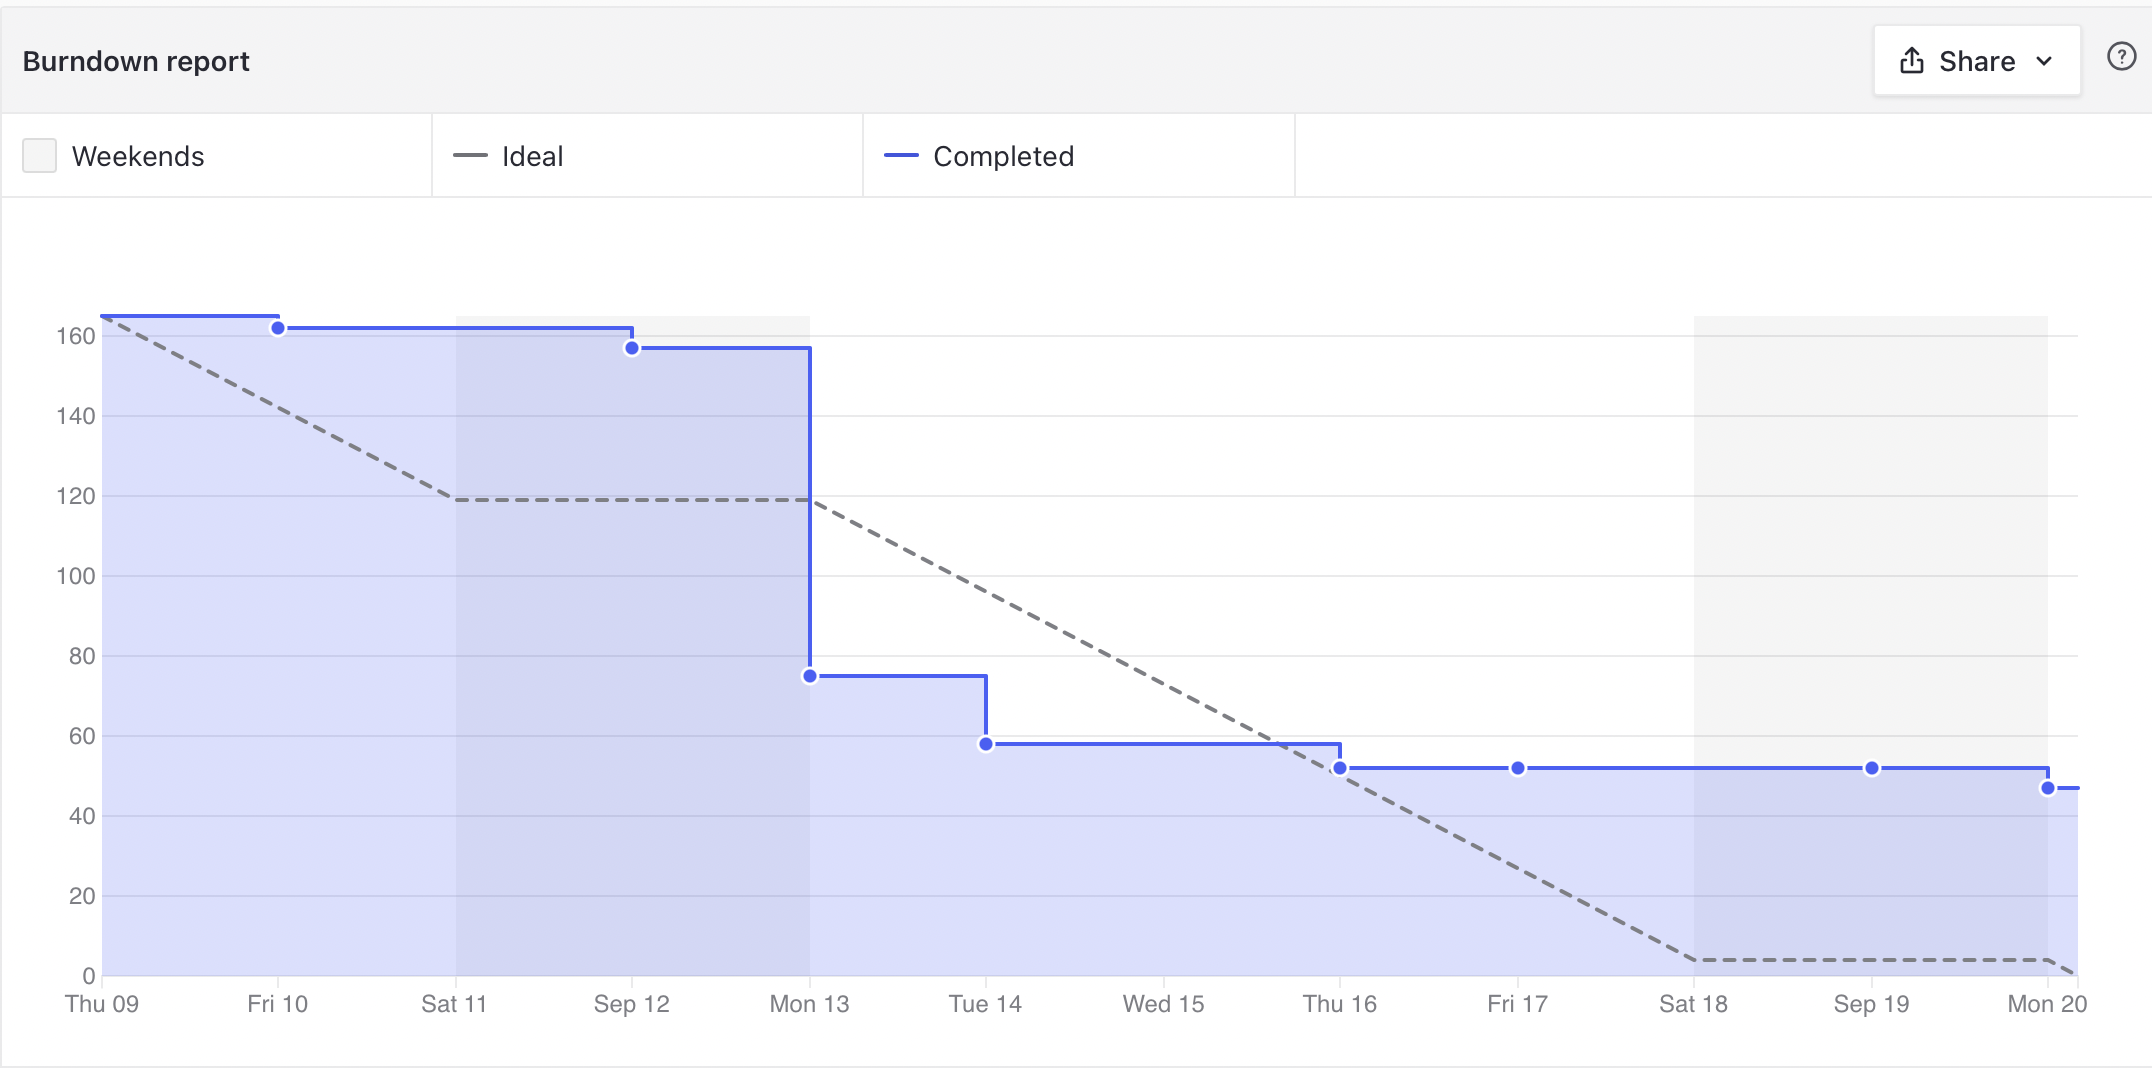 Burndown report
Share
Weekends
Ideal
Completed
160
140
120
100
80
60
40
20
0
Thu 09 Fri 10 Sat 11 Sep 12 Mon 13 Tue 14 Wed 15 Thu 16 Fri 17 Sat 18 Sep 19 Mon 20